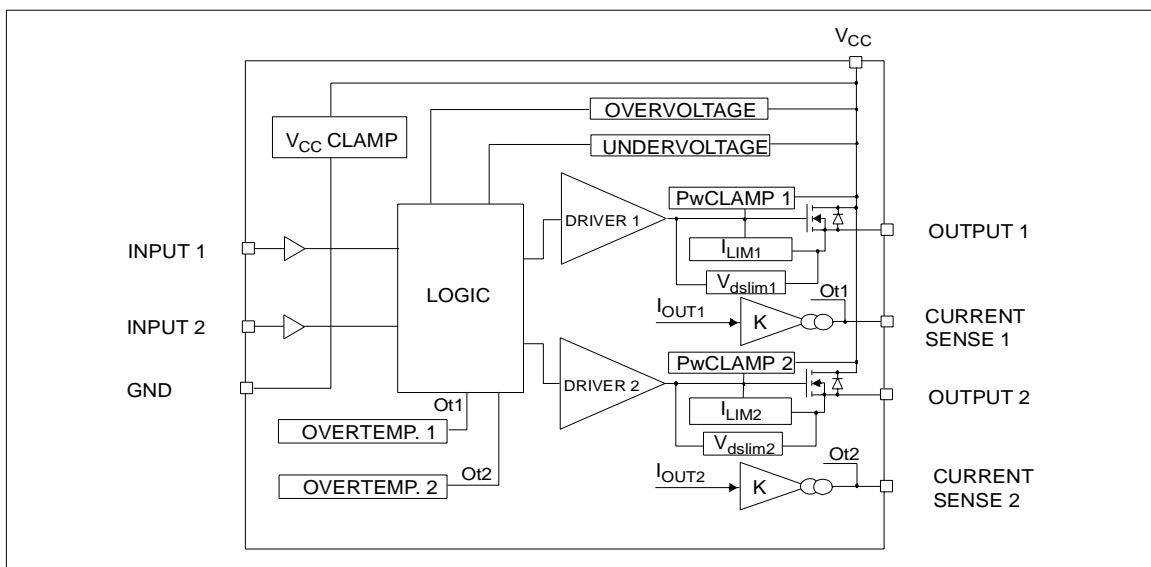 VCC
OVERVOLTAGE
VCC CLAMP
UNDERVOLTAGE
PwCLAMP 1
DRIVER 1
OUTPUT 1
INPUT 1
ILIM1
LOGIC
Vdslim1
Ot1
IOUT1
K
CURRENT
SENSE 1
INPUT 2
PwCLAMP 2
GND
DRIVER 2
OUTPUT 2
Ot1
ILIM2
OVERTEMP. 1
Vdslim2
Ot2
Ot2
IOUT2
K
CURRENT
SENSE 2
OVERTEMP. 2